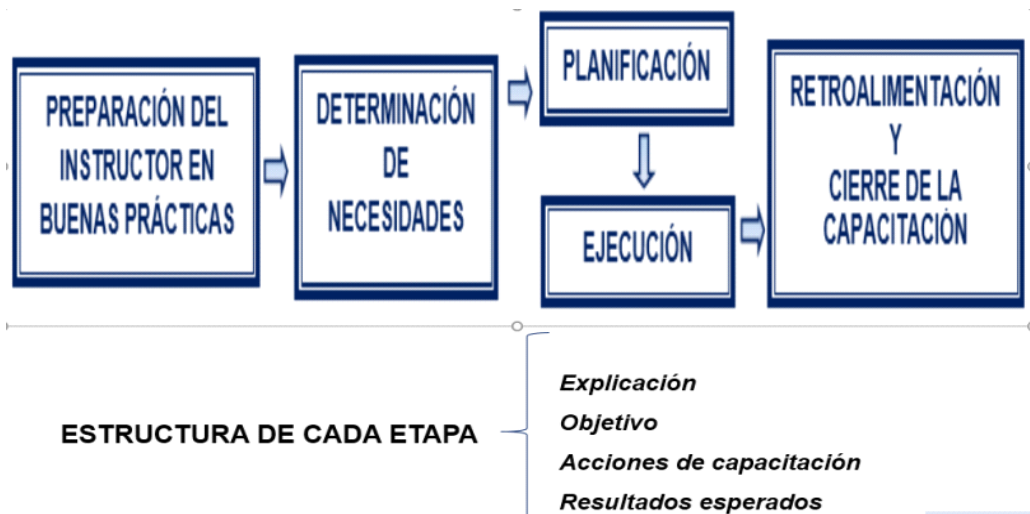 PREPARACIÓN DEL
INSTRUCTOR EN
BUENAS PRÁCTICAS
DETERMINACIÓN
DE
NECESIDADES
PLANIFICACIÓN
EJECUCIÓN
RETROALIMENTACIÓN
Y
CIERRE DE LA
CAPACITACIÓN
ESTRUCTURA DE CADA ETAPA
Explicación
Objetivo
Acciones de capacitación
Resultados esperados